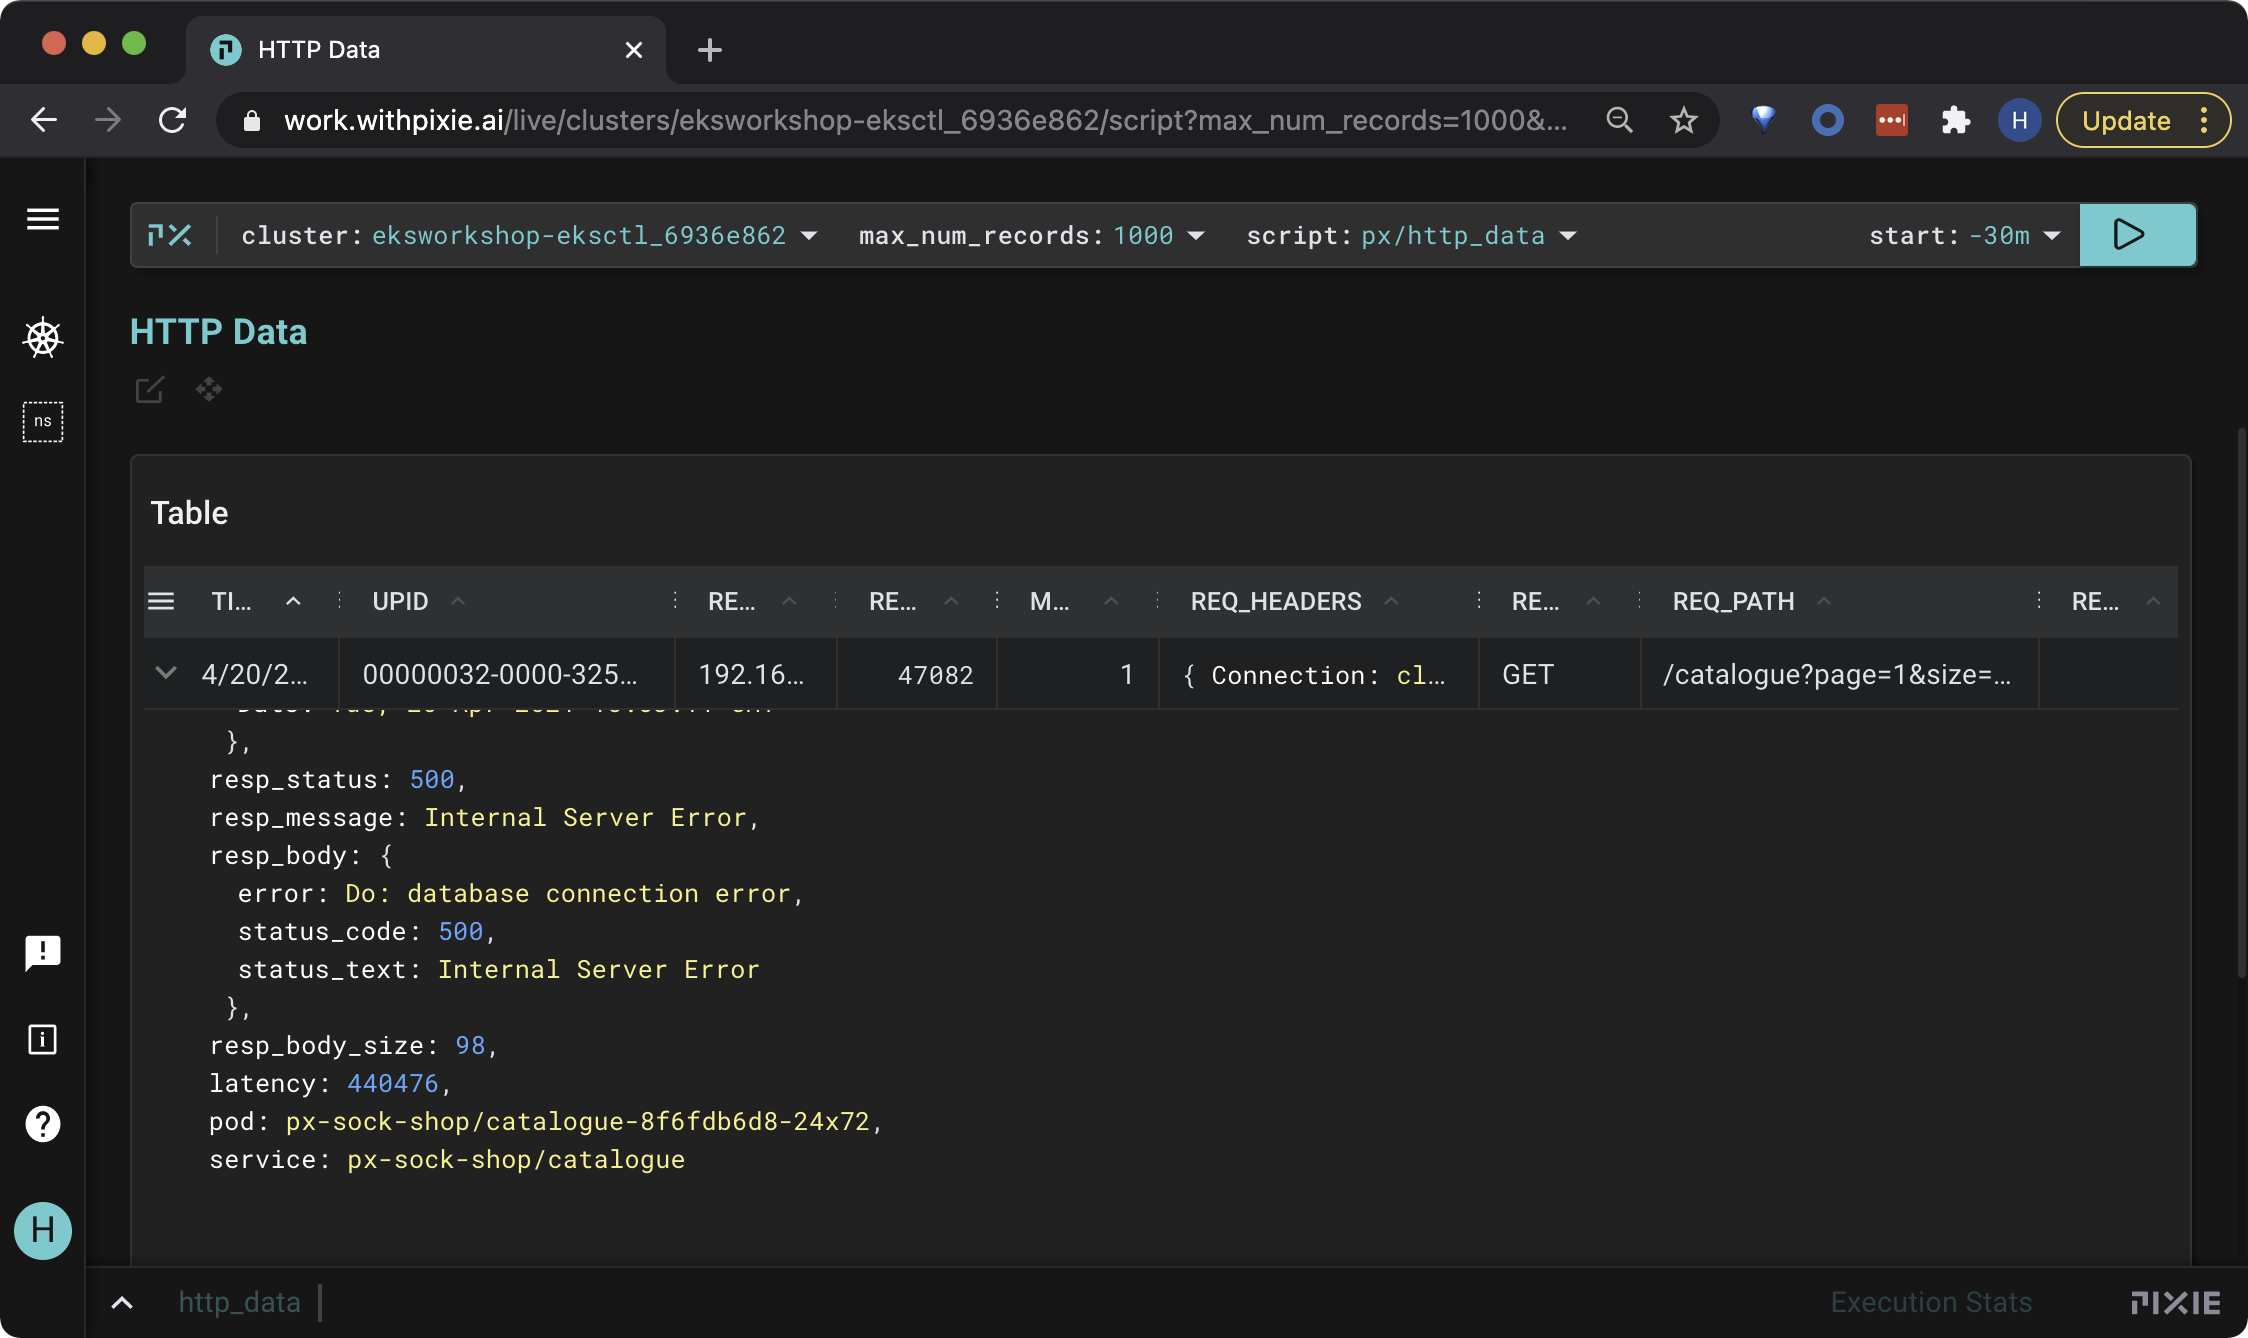 HTTP Data
work.withpixie.ai/live/clusters/eksworkshop-eksctl_6936e862/script?max_num_records=1000&...
H
Update
cluster: eksworkshop-eksctl_6936e862 max_num_records: 1000 script: px/http_data start: -30m
HTTP Data
ns
Table
TI... UPID RE... RE... M... REQ_HEADERS RE... REQ_PATH RE...
4/20/2... 00000032-0000-325... 192.16... 47082 1 { Connection: cl... GET /catalogue?page=1&size=...
},
resp_status: 500,
resp_message: Internal Server Error,
resp_body: {
error: Do: database connection error,
status_code: 500,
status_text: Internal Server Error
},
resp_body_size: 98,
latency: 440476,
pod: px-sock-shop/catalogue-8f6fdb6d8-24x72,
service: px-sock-shop/catalogue
H
http_data
Execution Stats
PIXIE